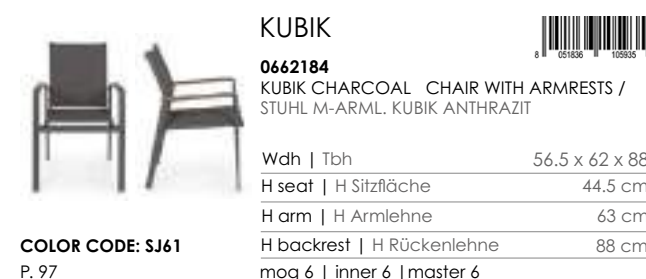 KUBIK
8 051836 105935
0662184
KUBIK CHARCOAL CHAIR WITH ARMRESTS /
STUHL M-ARML. KUBIK ANTHRAZIT
Wdh | Tbh 56.5 x 62 x 88
H seat | H Sitzfläche 44.5 cm
H arm | H Armlehne 63 cm
H backrest | H Rückenlehne 88 cm
moq 6 | inner 6 | master 6
COLOR CODE: SJ61
P. 97